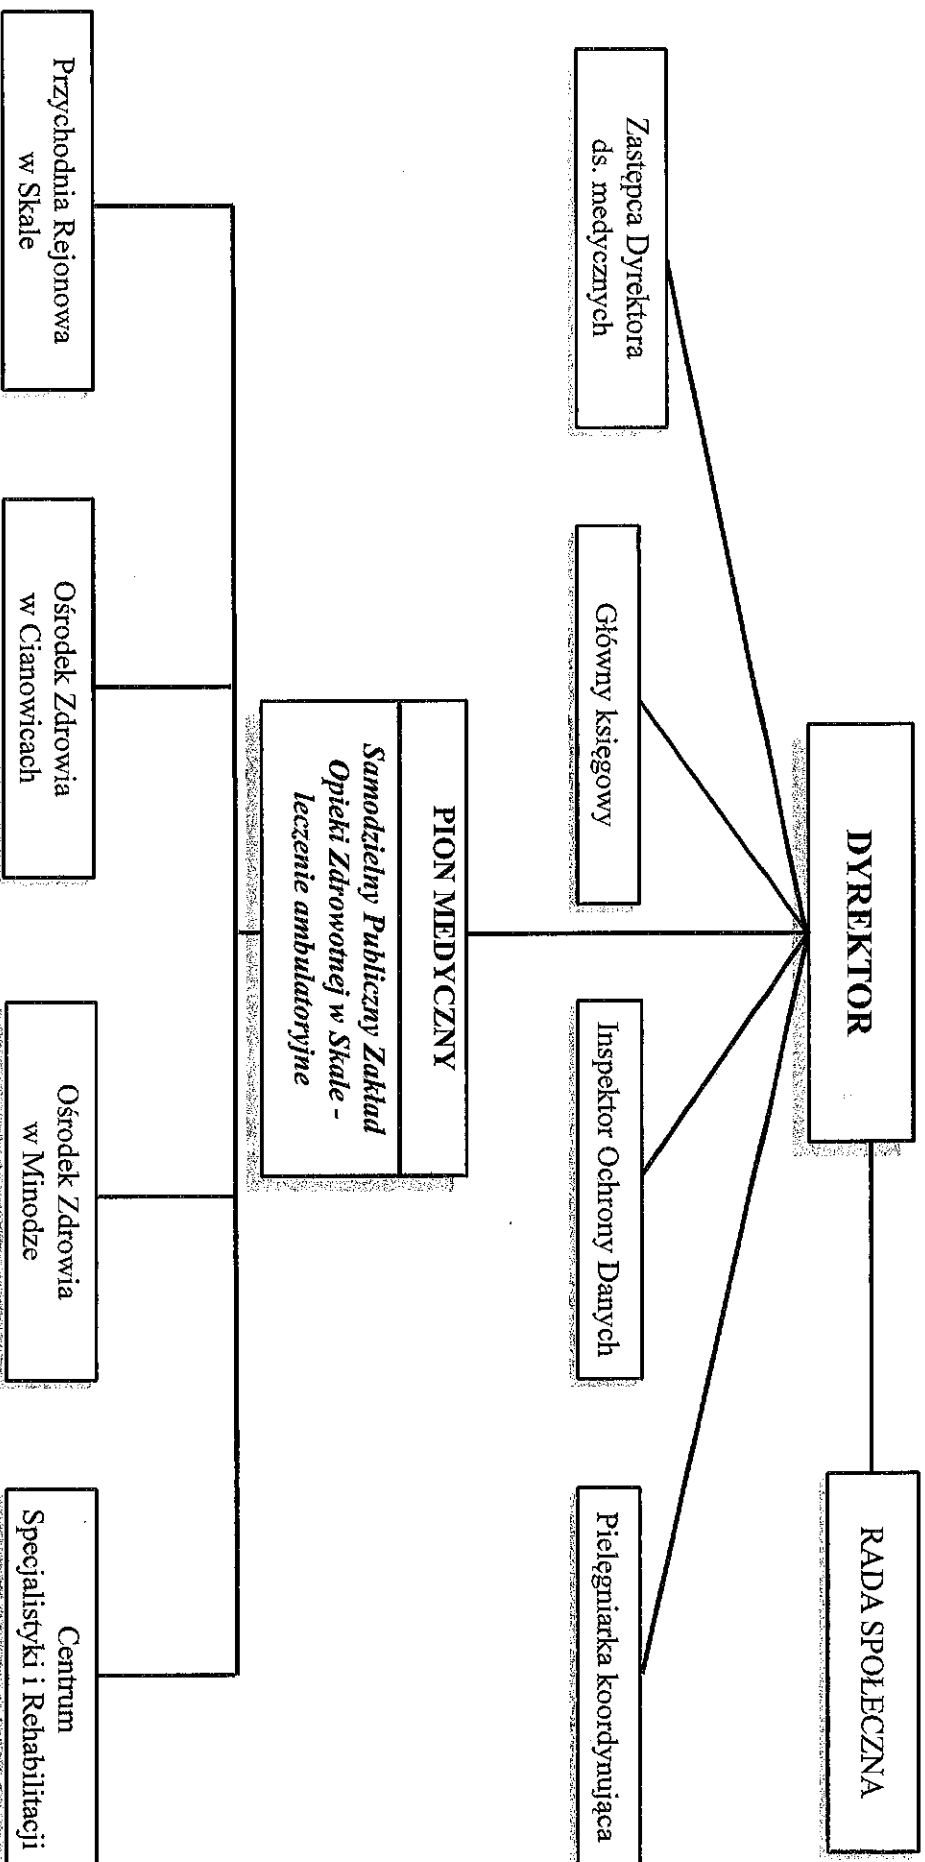 DYREKTOR
RADA SPOŁECZNA
Zastępca Dyrektora
ds. medycznych
Główny księgowy
Inspektor Ochrony Danych
Pielęgniarka koordynująca
PION MEDYCZNY
Samodzielny Publiczny Zakład
Opieki Zdrowotnej w Skale -
leczenie ambulatoryjne
Przychodnia Rejonowa
w Skale
Ośrodek Zdrowia
w Cianowicach
Ośrodek Zdrowia
w Minodze
Centrum
Specjalistyki i Rehabilitacji